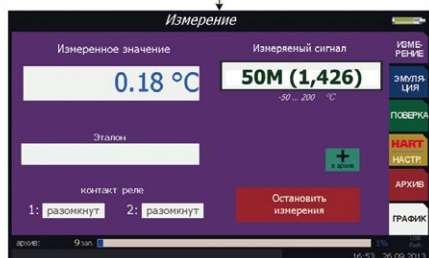 Измерение
Измеренное значение
Измеряемый сигнал
0.18 °C
50М (1,426)
-50 ... 200 °C
Эталон
+
в архив
контакт реле
1: разомкнут 2: разомкнут
Остановить
измерения
ИЗМЕ-
РЕНИЕ
ЭМУЛЯ-
ЦИЯ
ПОВЕРКА
HART
НАСТР.
АРХИВ
ГРАФИК
архив: 9 зап. 1%
USB
flash
16:53 26.09.2013